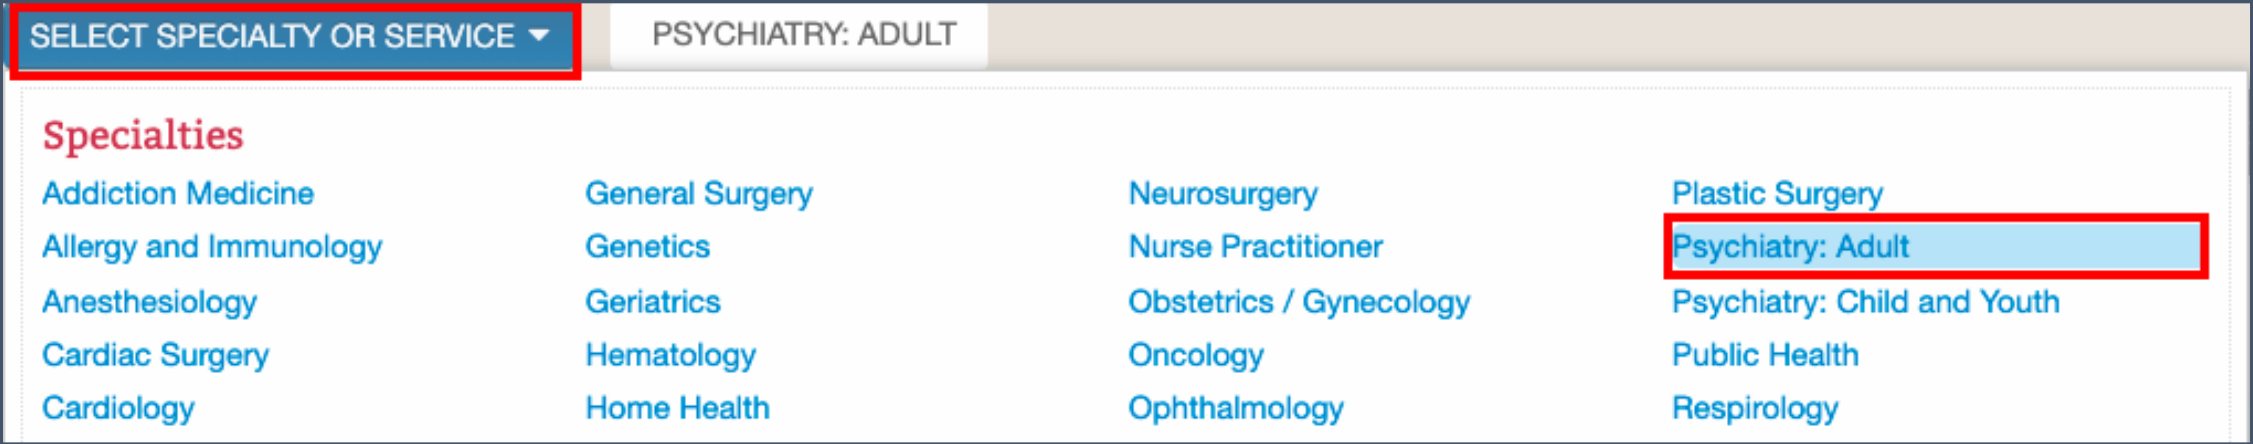 SELECT SPECIALTY OR SERVICE
PSYCHIATRY: ADULT
Specialties
Addiction Medicine
Allergy and Immunology
Anesthesiology
Cardiac Surgery
Cardiology
General Surgery
Genetics
Geriatrics
Hematology
Home Health
Neurosurgery
Nurse Practitioner
Obstetrics / Gynecology
Oncology
Ophthalmology
Plastic Surgery
Psychiatry: Adult
Psychiatry: Child and Youth
Public Health
Respirology